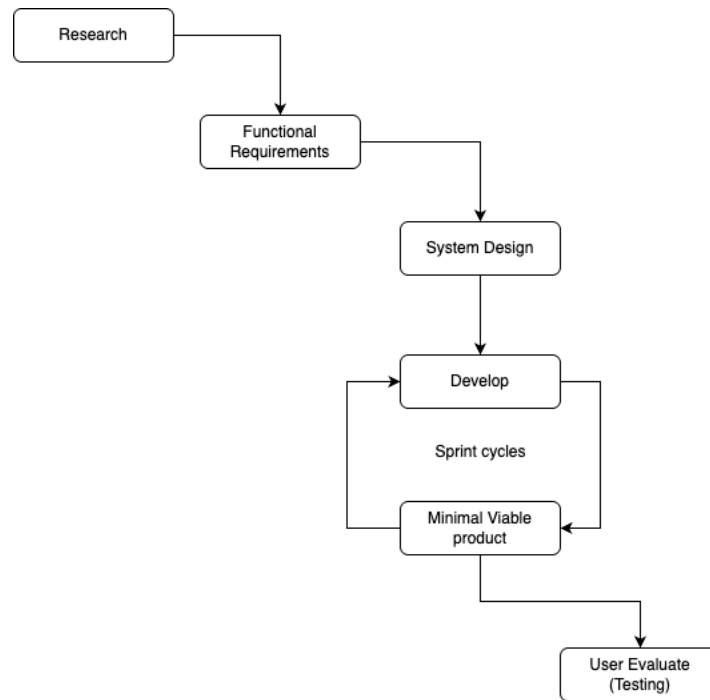 Research
Functional
Requirements
System Design
Develop
Sprint cycles
Minimal Viable
product
User Evaluate
(Testing)